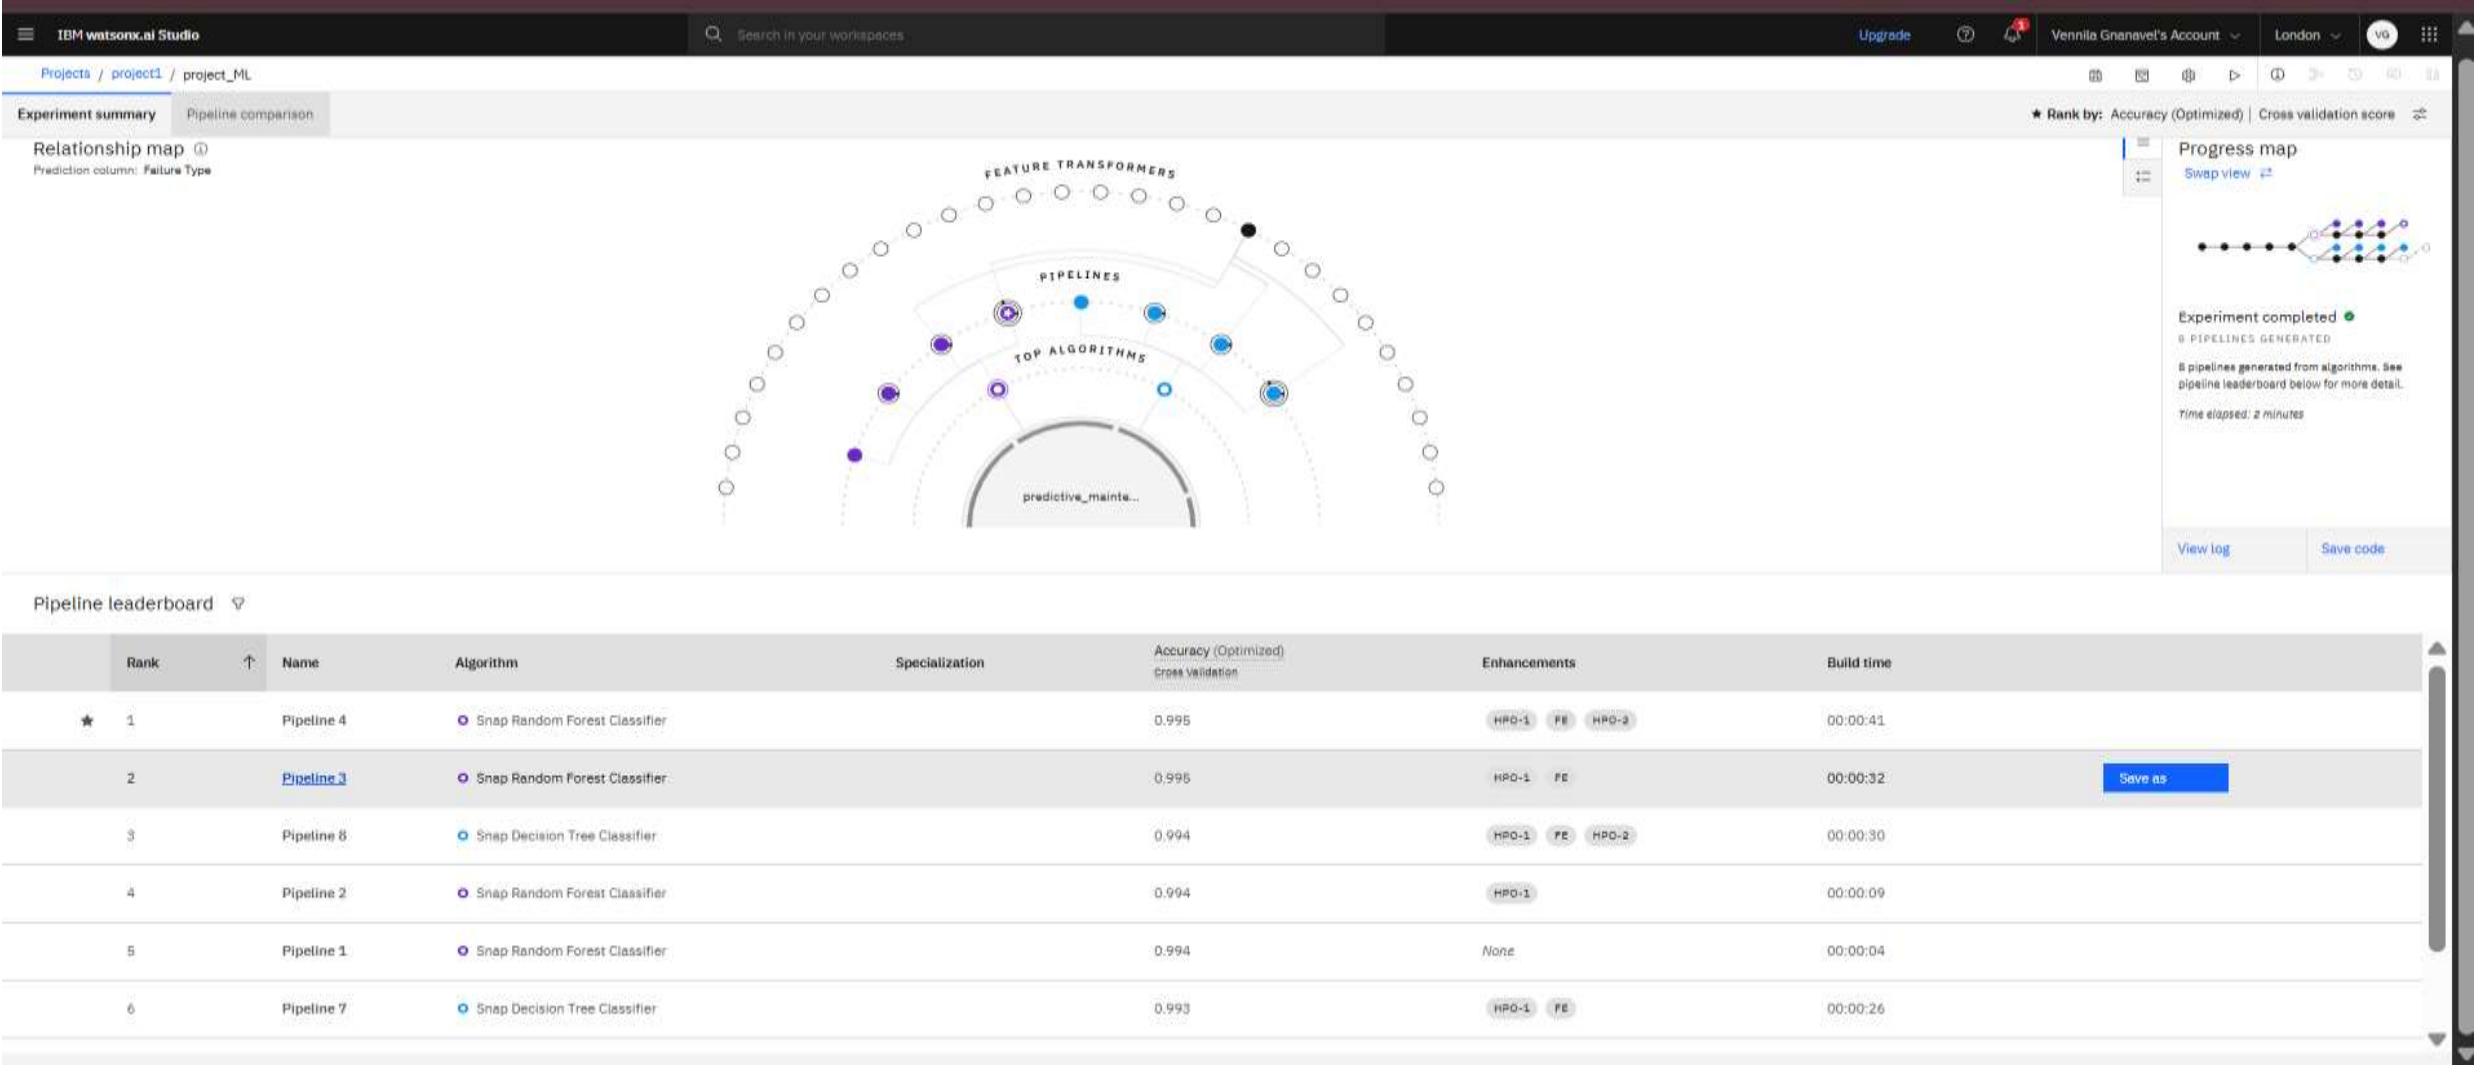 IBM watsonx.ai Studio
Search in your workspaces
Upgrade
1
Vennila Gnanavel's Account
London
VG
Projects / project1 / project_ML
Experiment summary
Pipeline comparison
★ Rank by: Accuracy (Optimized) | Cross validation score
Relationship map
Prediction column: Failure Type
FEATURE TRANSFORMERS
PIPELINES
TOP ALGORITHMS
predictive_mainte...
Progress map
Swap view
Experiment completed
8 PIPELINES GENERATED
8 pipelines generated from algorithms. See
pipeline leaderboard below for more detail.
Time elapsed: 2 minutes
View log
Save code
Pipeline leaderboard
Rank ↑ Name Algorithm Specialization Accuracy (Optimized) Enhancements Build time
Cross Validation
★ 1 Pipeline 4 Snap Random Forest Classifier 0.995 HPO-1 FE HPO-2 00:00:41
2 Pipeline 3 Snap Random Forest Classifier 0.995 HPO-1 FE 00:00:32 Save as
3 Pipeline 8 Snap Decision Tree Classifier 0.994 HPO-1 FE HPO-2 00:00:30
4 Pipeline 2 Snap Random Forest Classifier 0.994 HPO-1 00:00:09
5 Pipeline 1 Snap Random Forest Classifier 0.994 None 00:00:04
6 Pipeline 7 Snap Decision Tree Classifier 0.993 HPO-1 FE 00:00:26